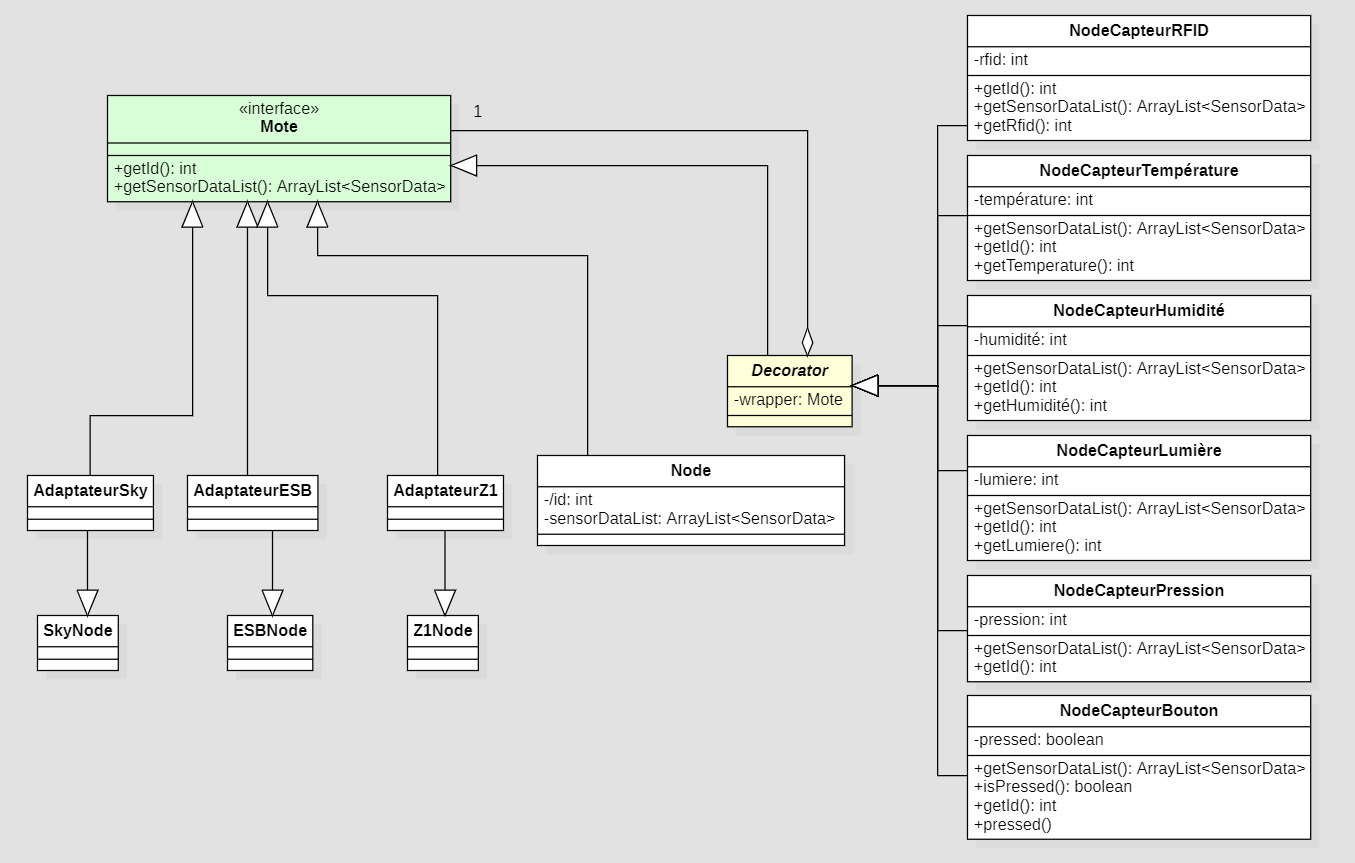 «interface»
Mote
+getId(): int
+getSensorDataList(): ArrayList<SensorData>
1
AdaptateurSky
AdaptateurESB
AdaptateurZ1
SkyNode
ESBNode
Z1Node
Node
-/id: int
-sensorDataList: ArrayList<SensorData>
Decorator
-wrapper: Mote
NodeCapteurRFID
-rfid: int
+getId(): int
+getSensorDataList(): ArrayList<SensorData>
+getRfid(): int
NodeCapteurTempérature
-température: int
+getSensorDataList(): ArrayList<SensorData>
+getId(): int
+getTemperature(): int
NodeCapteurHumidité
-humidité: int
+getSensorDataList(): ArrayList<SensorData>
+getId(): int
+getHumidité(): int
NodeCapteurLumière
-lumiere: int
+getSensorDataList(): ArrayList<SensorData>
+getId(): int
+getLumiere(): int
NodeCapteurPression
-pression: int
+getSensorDataList(): ArrayList<SensorData>
+getId(): int
NodeCapteurBouton
-pressed: boolean
+getSensorDataList(): ArrayList<SensorData>
+isPressed(): boolean
+getId(): int
+pressed()